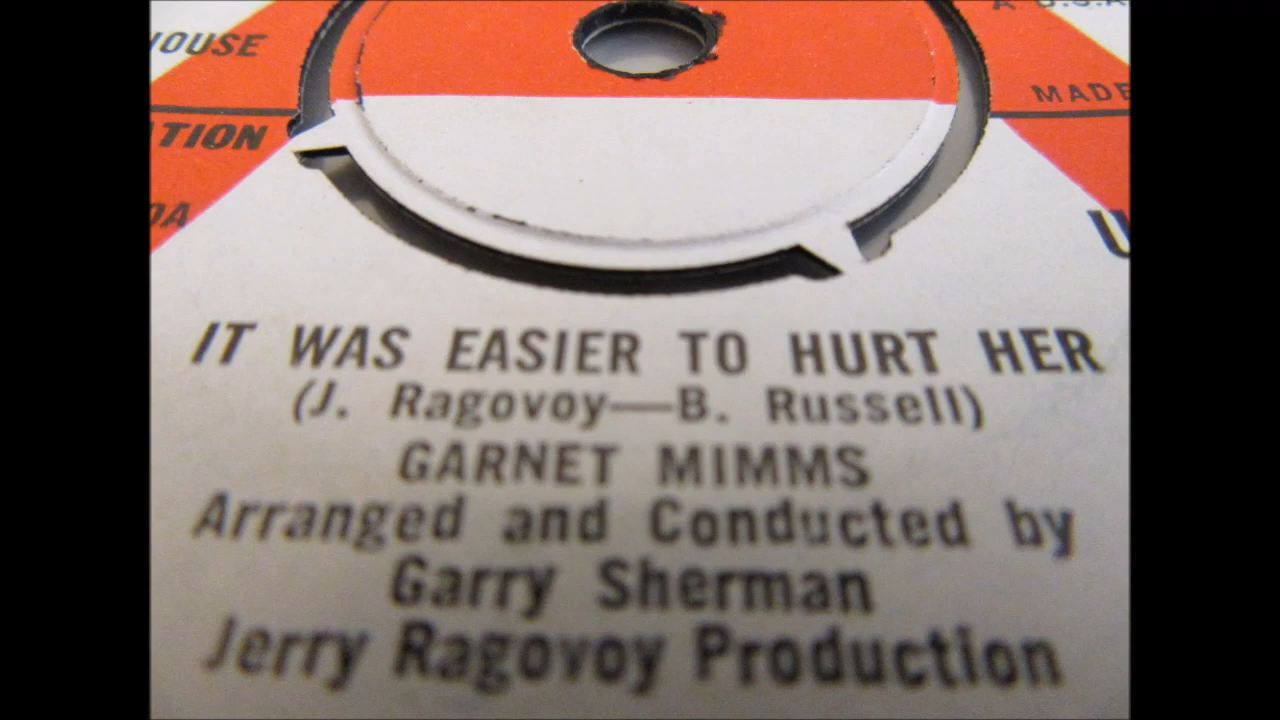 A U.S.A
HOUSE
MADE
TION
DA
U
IT WAS EASIER TO HURT HER
(J. Ragovoy—B. Russell)
GARNET MIMMS
Arranged and Conducted by
Garry Sherman
Jerry Ragovoy Production